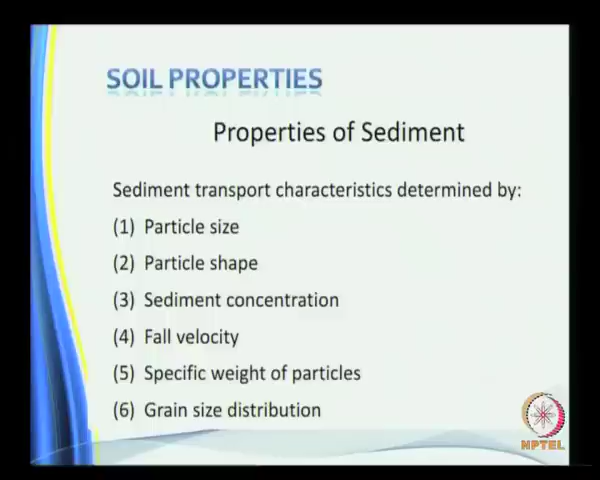 SOIL PROPERTIES
Properties of Sediment
Sediment transport characteristics determined by:
(1) Particle size
(2) Particle shape
(3) Sediment concentration
(4) Fall velocity
(5) Specific weight of particles
(6) Grain size distribution
NPTEL